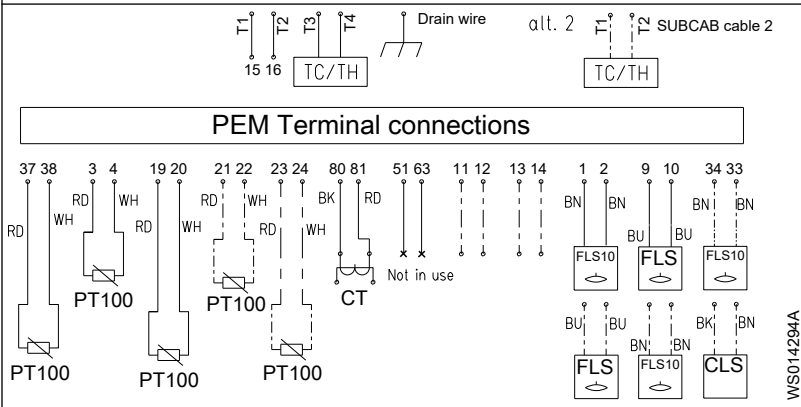 T1 T2 T3 T4 Drain wire alt. 2 T1 T2 SUBCAB cable 2
15 16 TC/TH TC/TH
PEM Terminal connections
37 38 3 4 19 20 21 22 23 24 80 81 51 63 11 12 13 14 1 2 9 10 34 33
RD WH RD WH RD WH RD WH RD WH BK RD BN BN BU BU BN BN
Not in use
FLS10 FLS FLS10
PT100 PT100 CT
BU BU BN BN BK BN
PT100 PT100 PT100 FLS FLS10 CLS
WS014294A